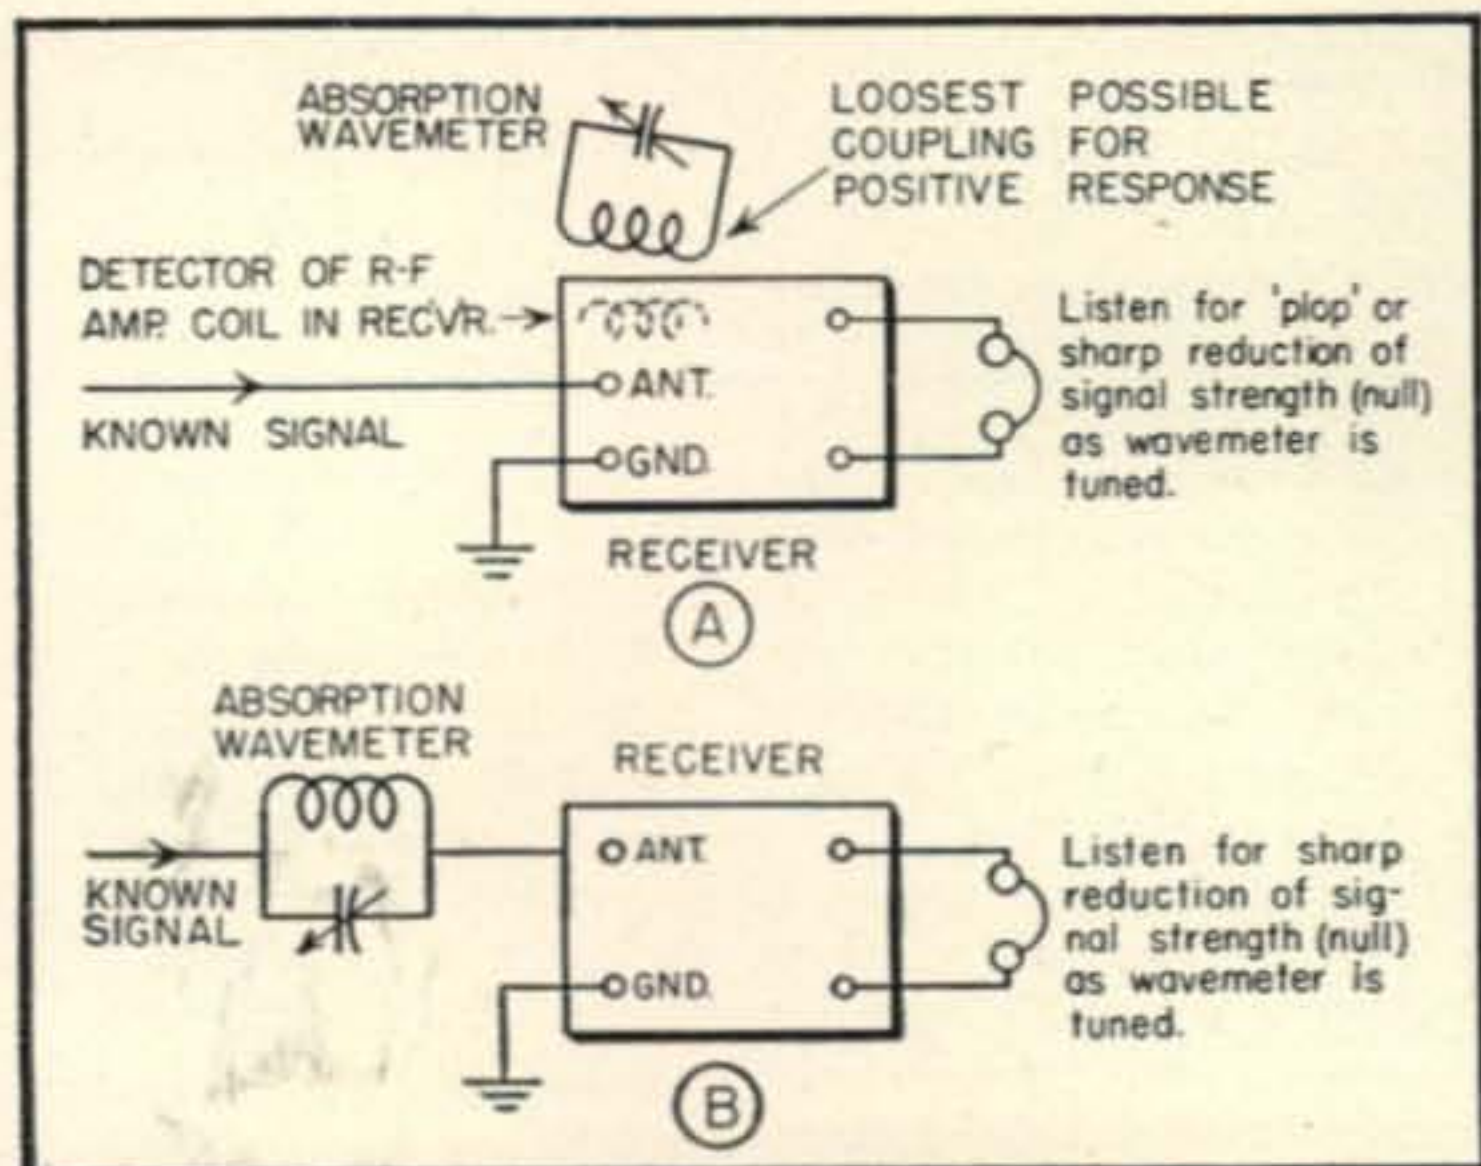 ABSORPTION
WAVEMETER
LOOSEST POSSIBLE
COUPLING FOR
POSITIVE RESPONSE
DETECTOR OF R-F
AMP. COIL IN RECVR.
ANT.
KNOWN SIGNAL
GND.
Listen for 'plop' or
sharp reduction of
signal strength (null)
as wavemeter is
tuned.
RECEIVER
A
ABSORPTION
WAVEMETER
RECEIVER
KNOWN
SIGNAL
ANT.
GND.
Listen for sharp
reduction of sig-
nal strength (null)
as wavemeter is
tuned.
B